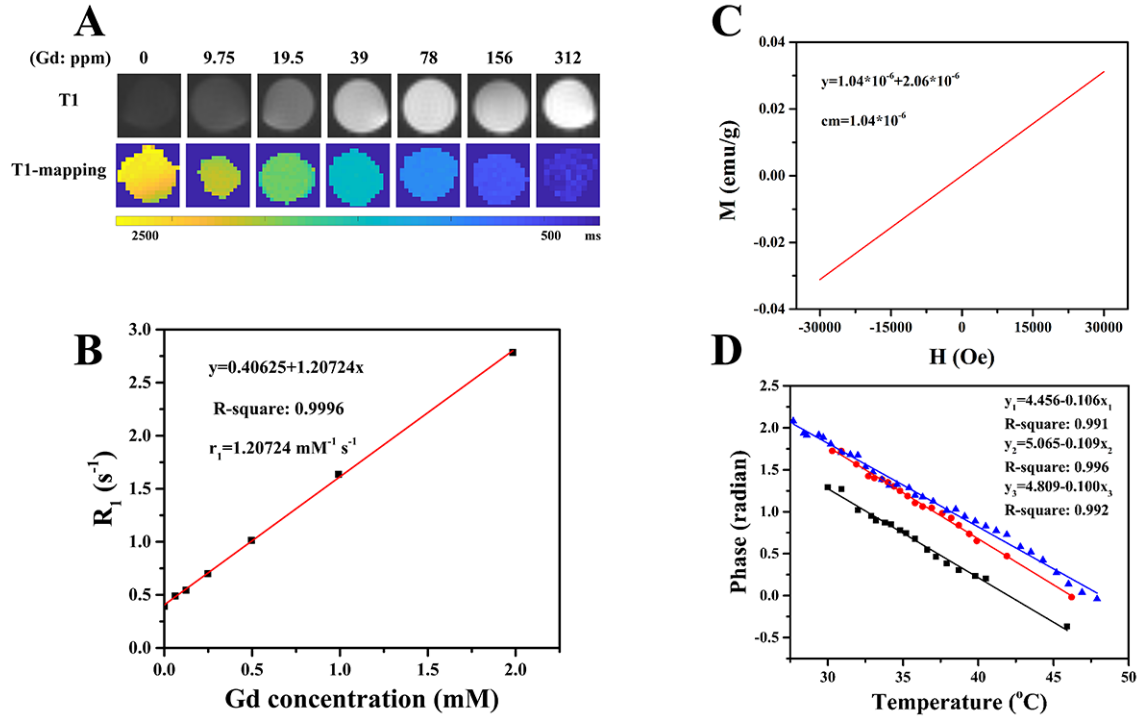 A
(Gd: ppm) 0 9.75 19.5 39 78 156 312
T1
T1-mapping
2500 500 ms
B
y=0.40625+1.20724x
R-square: 0.9996
r₁=1.20724 mM⁻¹ s⁻¹
R₁ (s⁻¹)
3.0
2.5
2.0
1.5
1.0
0.5
0.0
0.0 0.5 1.0 1.5 2.0
Gd concentration (mM)
C
y=1.04*10⁻⁶+2.06*10⁻⁶
cm=1.04*10⁻⁶
M (emu/g)
0.04
0.02
0.00
-0.02
-0.04
-30000 -15000 0 15000 30000
H (Oe)
D
y₁=4.456-0.106x₁
R-square: 0.991
y₂=5.065-0.109x₂
R-square: 0.996
y₃=4.809-0.100x₃
R-square: 0.992
Phase (radian)
2.5
2.0
1.5
1.0
0.5
0.0
-0.5
30 35 40 45 50
Temperature (°C)